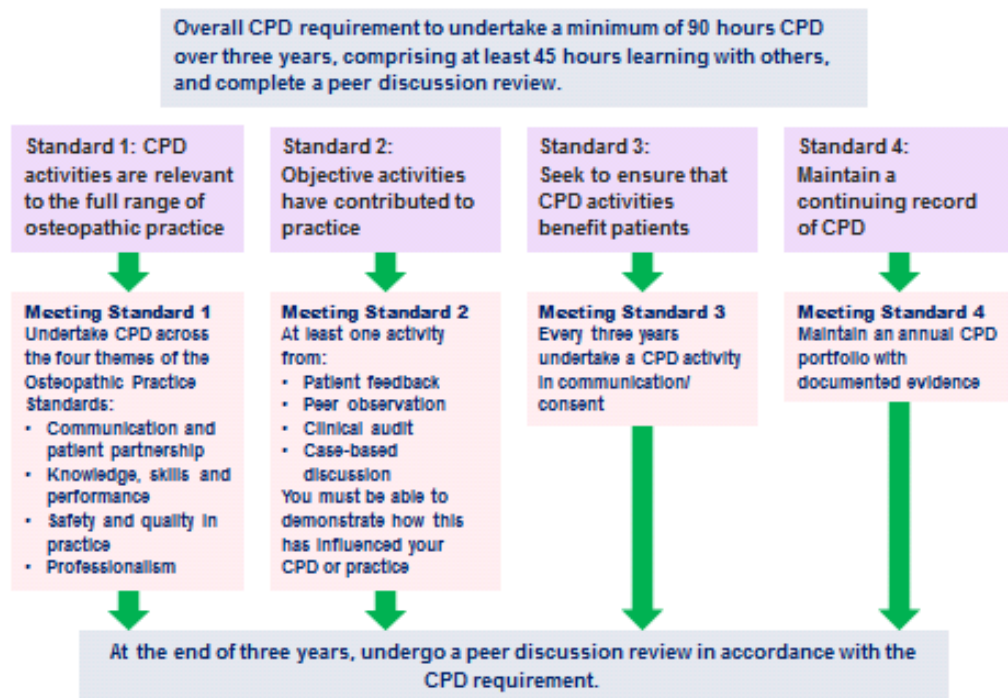 Overall CPD requirement to undertake a minimum of 90 hours CPD
over three years, comprising at least 45 hours learning with others,
and complete a peer discussion review.
Standard 1: CPD
activities are relevant
to the full range of
osteopathic practice
Meeting Standard 1
Undertake CPD across
the four themes of the
Osteopathic Practice
Standards:
• Communication and
patient partnership
• Knowledge, skills and
performance
• Safety and quality in
practice
• Professionalism
Standard 2:
Objective activities
have contributed to
practice
Meeting Standard 2
At least one activity
from:
• Patient feedback
• Peer observation
• Clinical audit
• Case-based
discussion
You must be able to
demonstrate how this
has influenced your
CPD or practice
Standard 3:
Seek to ensure that
CPD activities
benefit patients
Meeting Standard 3
Every three years
undertake a CPD activity
in communication/
consent
Standard 4:
Maintain a
continuing record
of CPD
Meeting Standard 4
Maintain an annual CPD
portfolio with
documented evidence
At the end of three years, undergo a peer discussion review in accordance with the
CPD requirement.